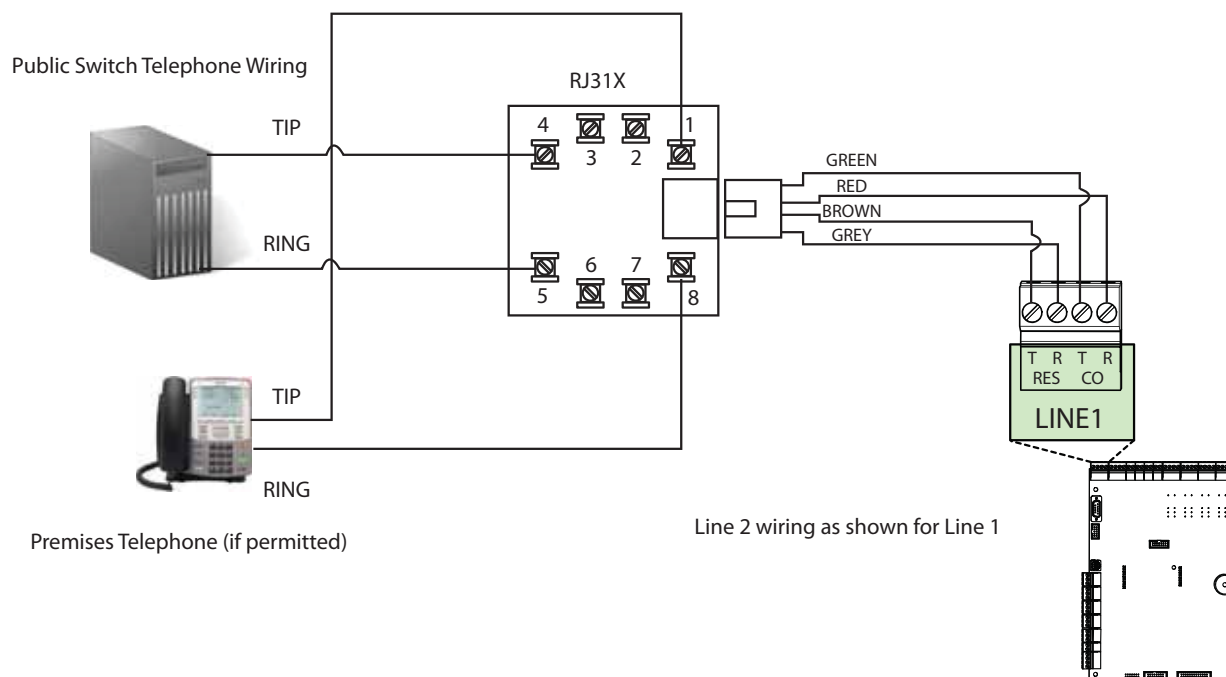 Public Switch Telephone Wiring
TIP
RING
RJ31X
4
3
2
1
5
6
7
8
GREEN
RED
BROWN
GREY
T R T R
RES CO
LINE1
TIP
RING
Premises Telephone (if permitted)
Line 2 wiring as shown for Line 1